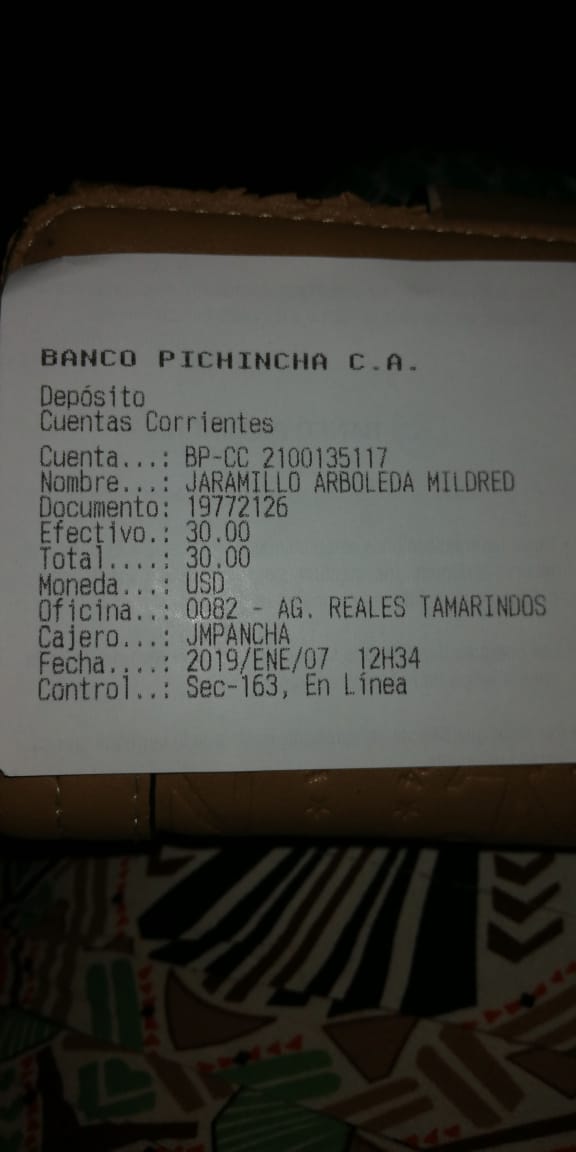 BANCO PICHINCHA C.A.
Depósito
Cuentas Corrientes
Cuenta...: BP-CC 2100135117
Nombre...: JARAMILLO ARBOLEDA MILDRED
Documento: 19772126
Efectivo.: 30.00
Total....: 30.00
Moneda...: USD
Oficina..: 0082 - AG. REALES TAMARINDOS
Cajero...: JMPANCHA
Fecha....: 2019/ENE/07 12H34
Control..: Sec-163, En Línea